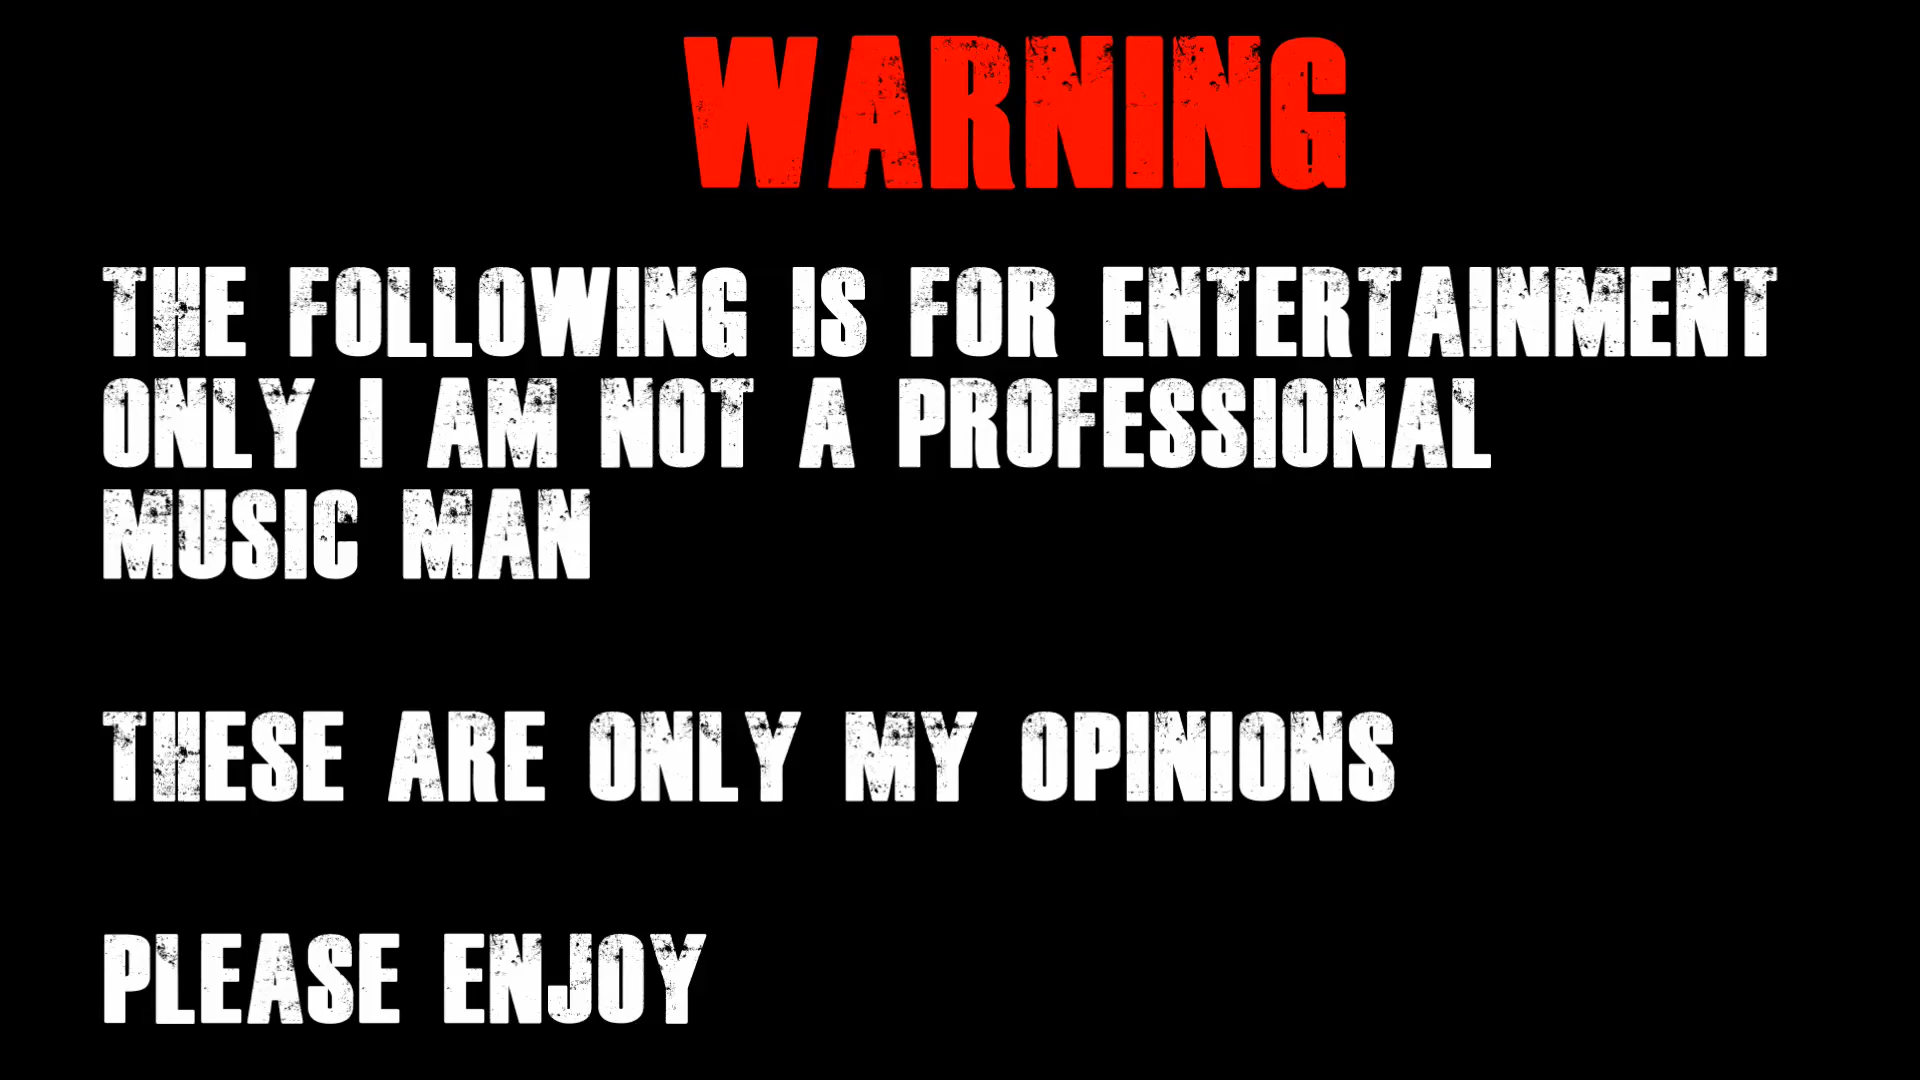 WARNING
THE FOLLOWING IS FOR ENTERTAINMENT
ONLY I AM NOT A PROFESSIONAL
MUSIC MAN
THESE ARE ONLY MY OPINIONS
PLEASE ENJOY